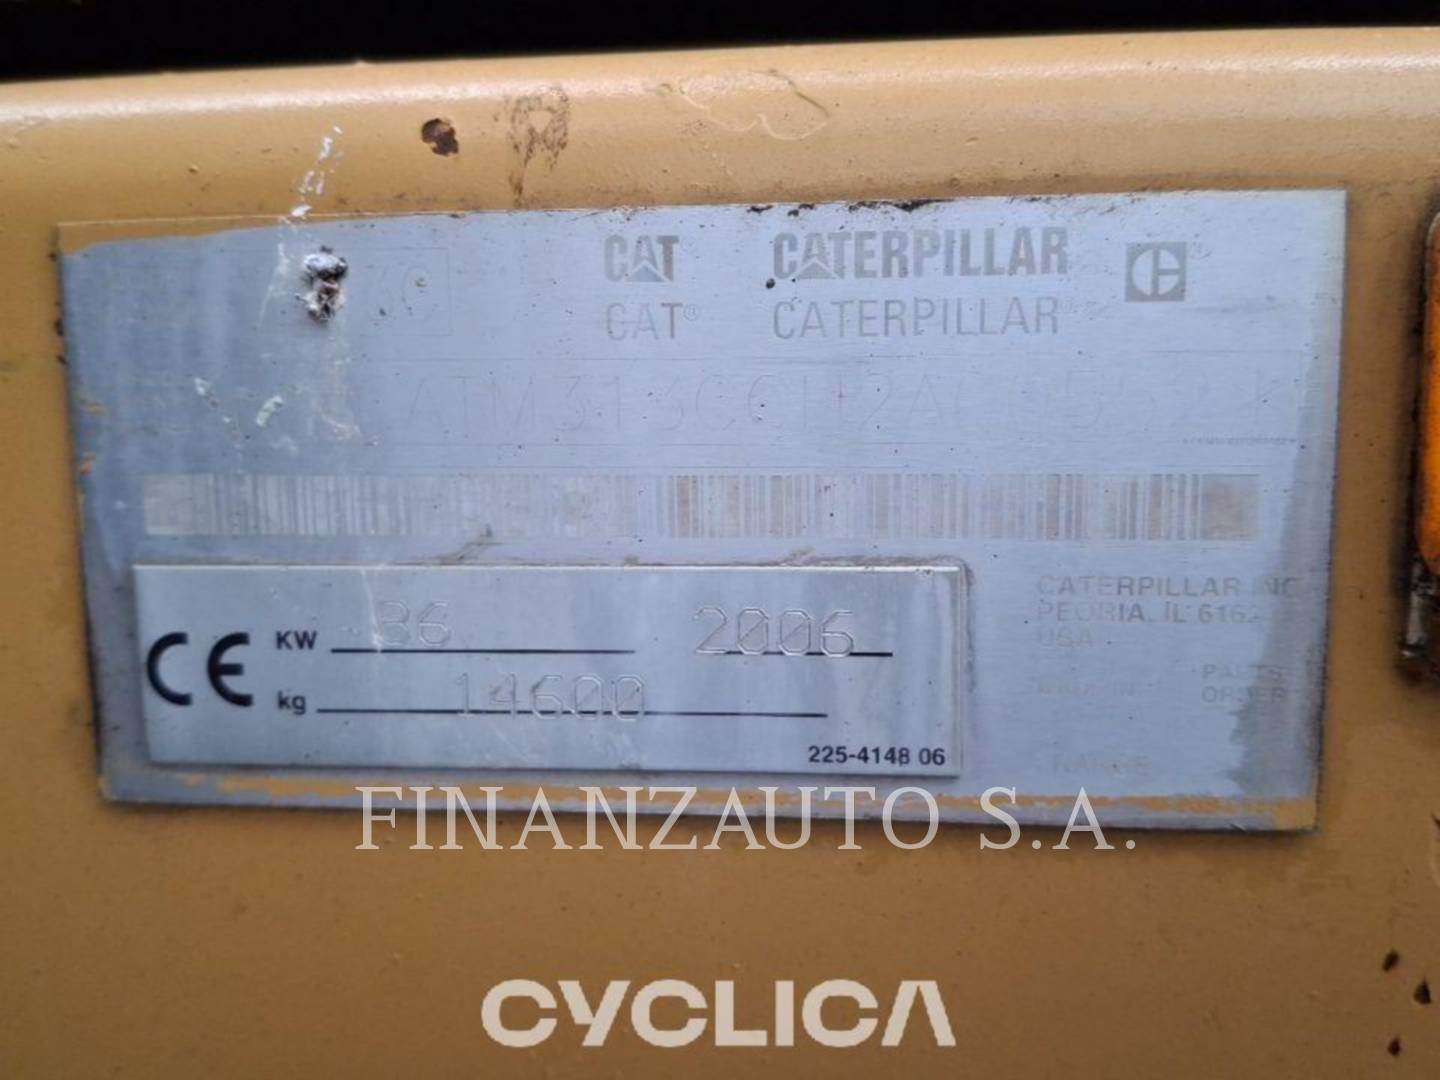 CAT CATERPILLAR
CAT® CATERPILLAR
KW 86 2006
CE
kg 14600
225-4148 06
CATERPILLAR INC
PEORIA, IL
USA
PARTS
ORDER
FINANZAUTO S.A.
CYCLICA